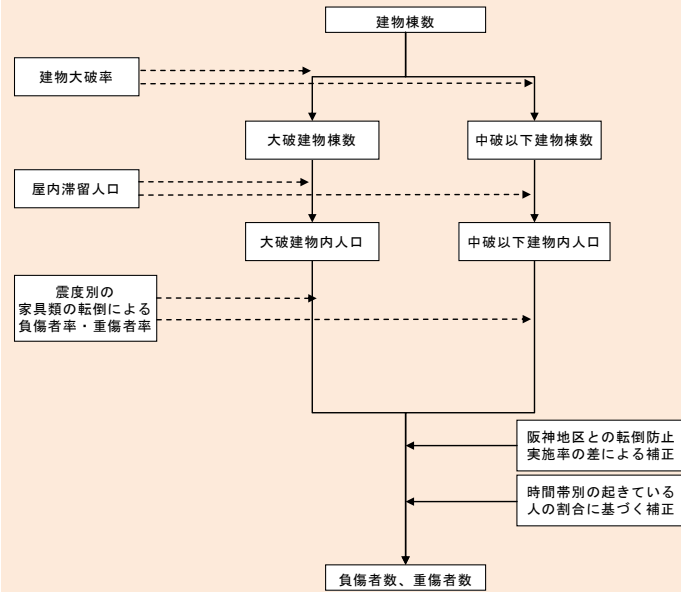 建物棟数
建物大破率
大破建物棟数
中破以下建物棟数
屋内滞留人口
大破建物内人口
中破以下建物内人口
震度別の
家具類の転倒による
負傷者率・重傷者率
阪神地区との転倒防止
実施率の差による補正
時間帯別の起きている
人の割合に基づく補正
負傷者数、重傷者数